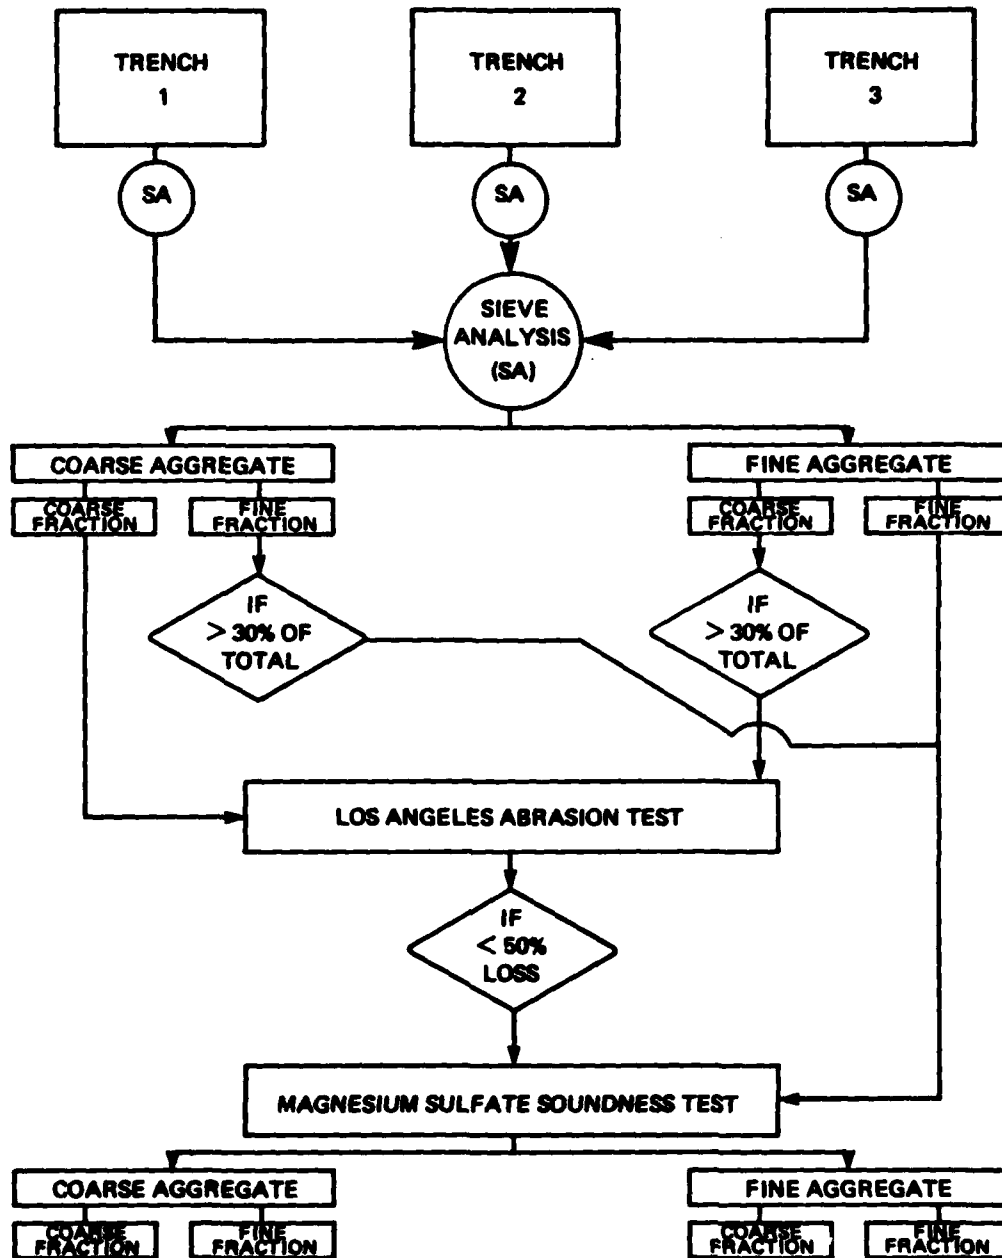 TRENCH
1
TRENCH
2
TRENCH
3
SA
SA
SA
SIEVE
ANALYSIS
(SA)
COARSE AGGREGATE
FINE AGGREGATE
COARSE
FRACTION
FINE
FRACTION
COARSE
FRACTION
FINE
FRACTION
IF
> 30% OF
TOTAL
IF
> 30% OF
TOTAL
LOS ANGELES ABRASION TEST
IF
< 50%
LOSS
MAGNESIUM SULFATE SOUNDNESS TEST
COARSE AGGREGATE
FINE AGGREGATE
COARSE
FRACTION
FINE
FRACTION
COARSE
FRACTION
FINE
FRACTION